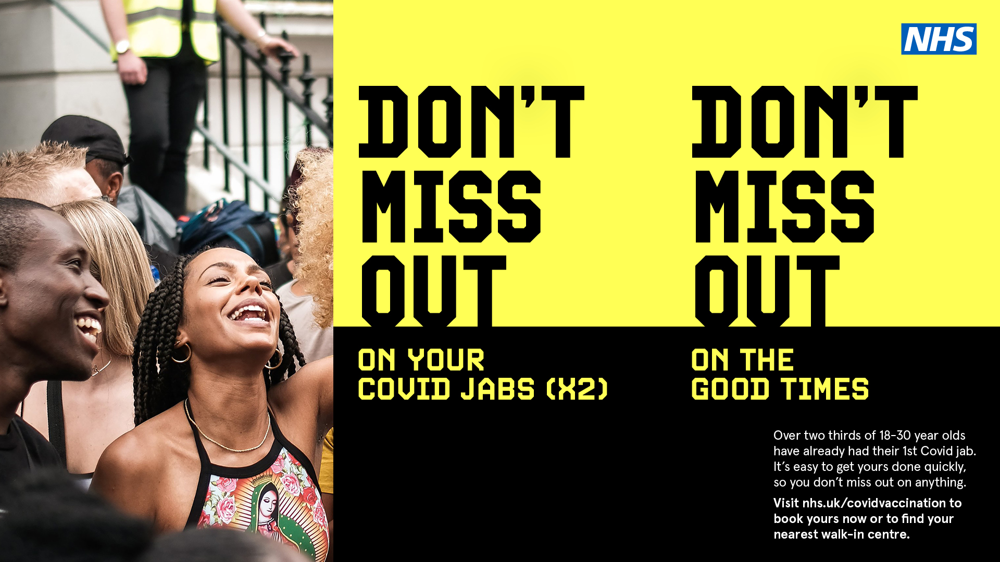 NHS
DON'T
MISS
OUT
ON YOUR
COVID JABS (X2)
DON'T
MISS
OUT
ON THE
GOOD TIMES
Over two thirds of 18-30 year olds
have already had their 1st Covid jab.
It's easy to get yours done quickly,
so you don't miss out on anything.
Visit nhs.uk/covidvaccination to
book yours now or to find your
nearest walk-in centre.